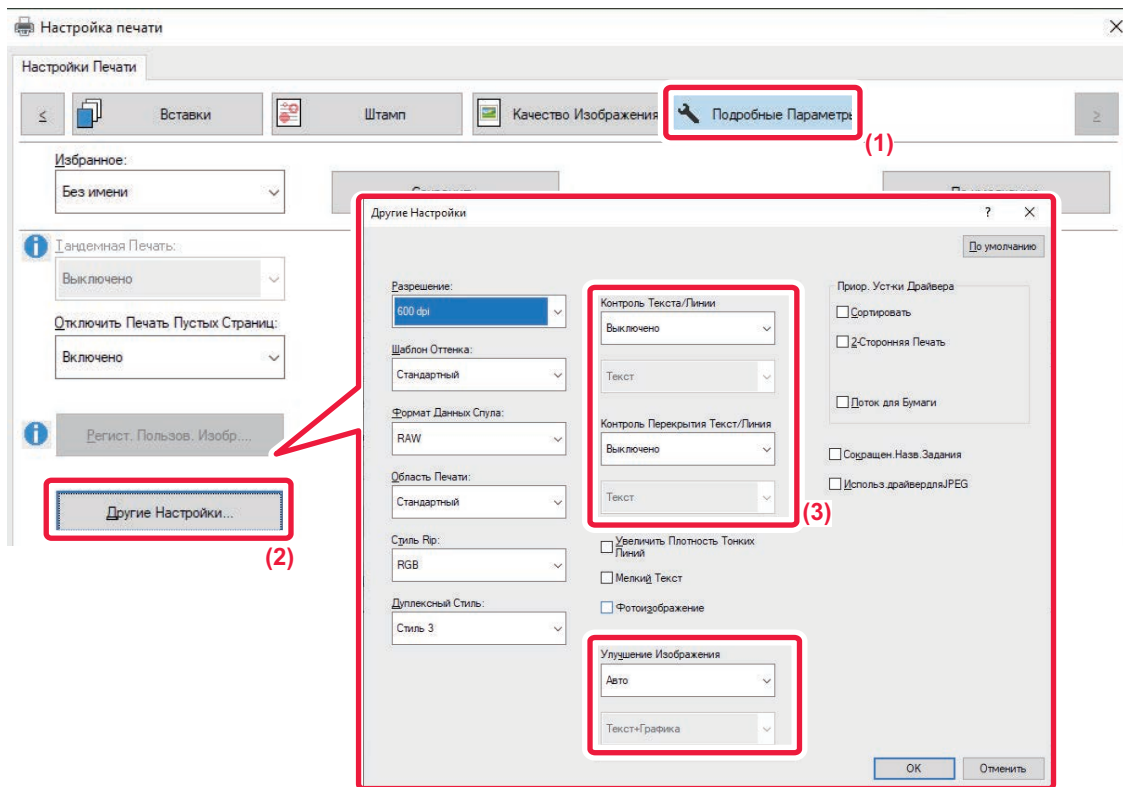 Настройка печати
Настройки Печати
<
Вставки
Штамп
Качество Изображения
Подробные Параметры
>
(1)
Избранное:
Без имени
Тандемная Печать:
Выключено
Отключить Печать Пустых Страниц:
Включено
Регист. Пользов. Изобр....
Другие Настройки...
(2)
Другие Настройки
?
По умолчанию
Разрешение:
600 dpi
Шаблон Оттенка:
Стандартный
Формат Данных Спула:
RAW
Область Печати:
Стандартный
Стиль Rip:
RGB
Дуплексный Стиль:
Стиль 3
Контроль Текста/Линии
Выключено
Текст
Контроль Перекрытия Текст/Линия
Выключено
Текст
(3)
Увеличить Плотность Тонких
Линий
Мелкий Текст
Фотоизображение
Улучшение Изображения
Авто
Текст+Графика
Приор. Уст-ки Драйвера
Сортировать
2-Сторонняя Печать
Лоток для Бумаги
Сокращен.Назв.Задания
Использ.драйвердляJPEG
OK
Отменить